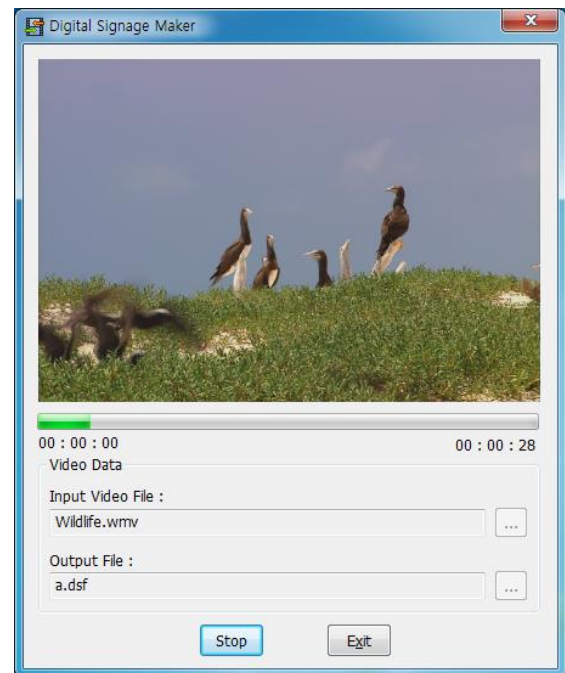 Digital Signage Maker
00 : 00 : 00 00 : 00 : 28
Video Data
Input Video File :
Wildlife.wmv
...
Output File :
a.dsf
...
Stop Exit